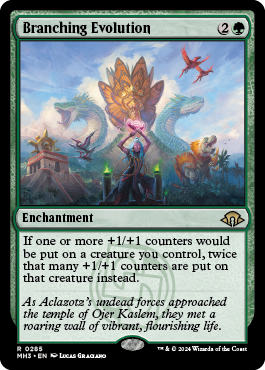 Branching Evolution 2
Enchantment
If one or more +1/+1 counters would
be put on a creature you control, twice
that many +1/+1 counters are put on
that creature instead.
As Aclazotz's undead forces approached
the temple of Ojer Kaslem, they met a
roaring wall of vibrant, flourishing life.
R 0285
MH3 • EN Lucas Graciano
™ & © 2024 Wizards of the Coast